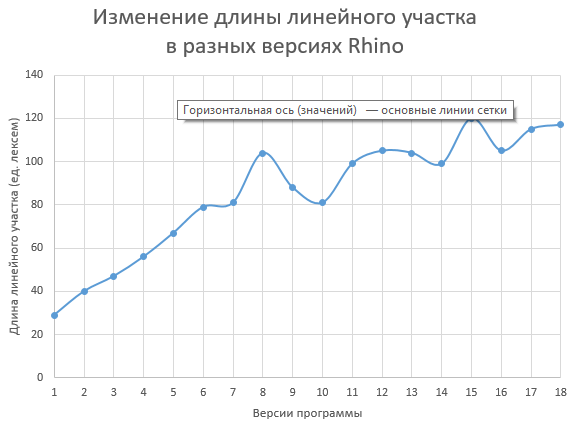 Изменение длины линейного участка
в разных версиях Rhino
140
Горизонтальная ось (значений) — основные линии сетки
120
100
80
60
40
20
0
Длина линейного участка (ед. лексем)
1 2 3 4 5 6 7 8 9 10 11 12 13 14 15 16 17 18
Версии программы